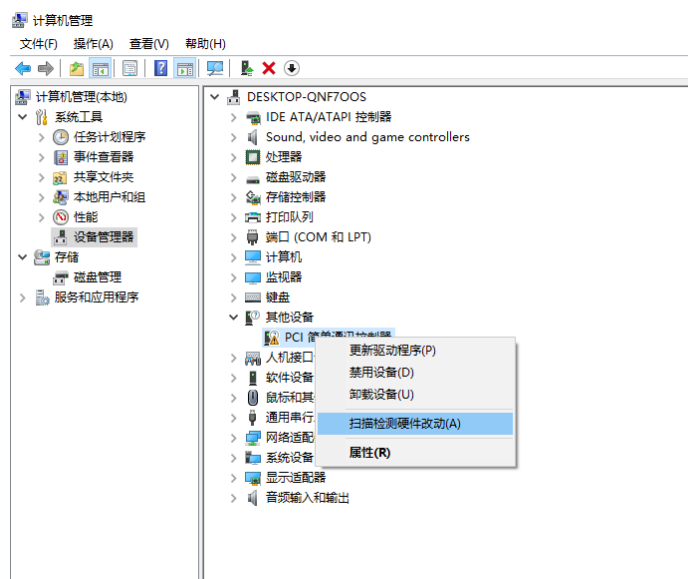 计算机管理
文件(F) 操作(A) 查看(V) 帮助(H)
计算机管理(本地)
系统工具
任务计划程序
事件查看器
共享文件夹
本地用户和组
性能
设备管理器
存储
磁盘管理
服务和应用程序
DESKTOP-QNF7OOS
IDE ATA/ATAPI 控制器
Sound, video and game controllers
处理器
磁盘驱动器
存储控制器
打印队列
端口 (COM 和 LPT)
计算机
监视器
键盘
其他设备
PCI 简单通讯控制器
人机接口
软件设备
鼠标和其
通用串行
网络适配
系统设备
显示适配器
音频输入和输出
更新驱动程序(P)
禁用设备(D)
卸载设备(U)
扫描检测硬件改动(A)
属性(R)